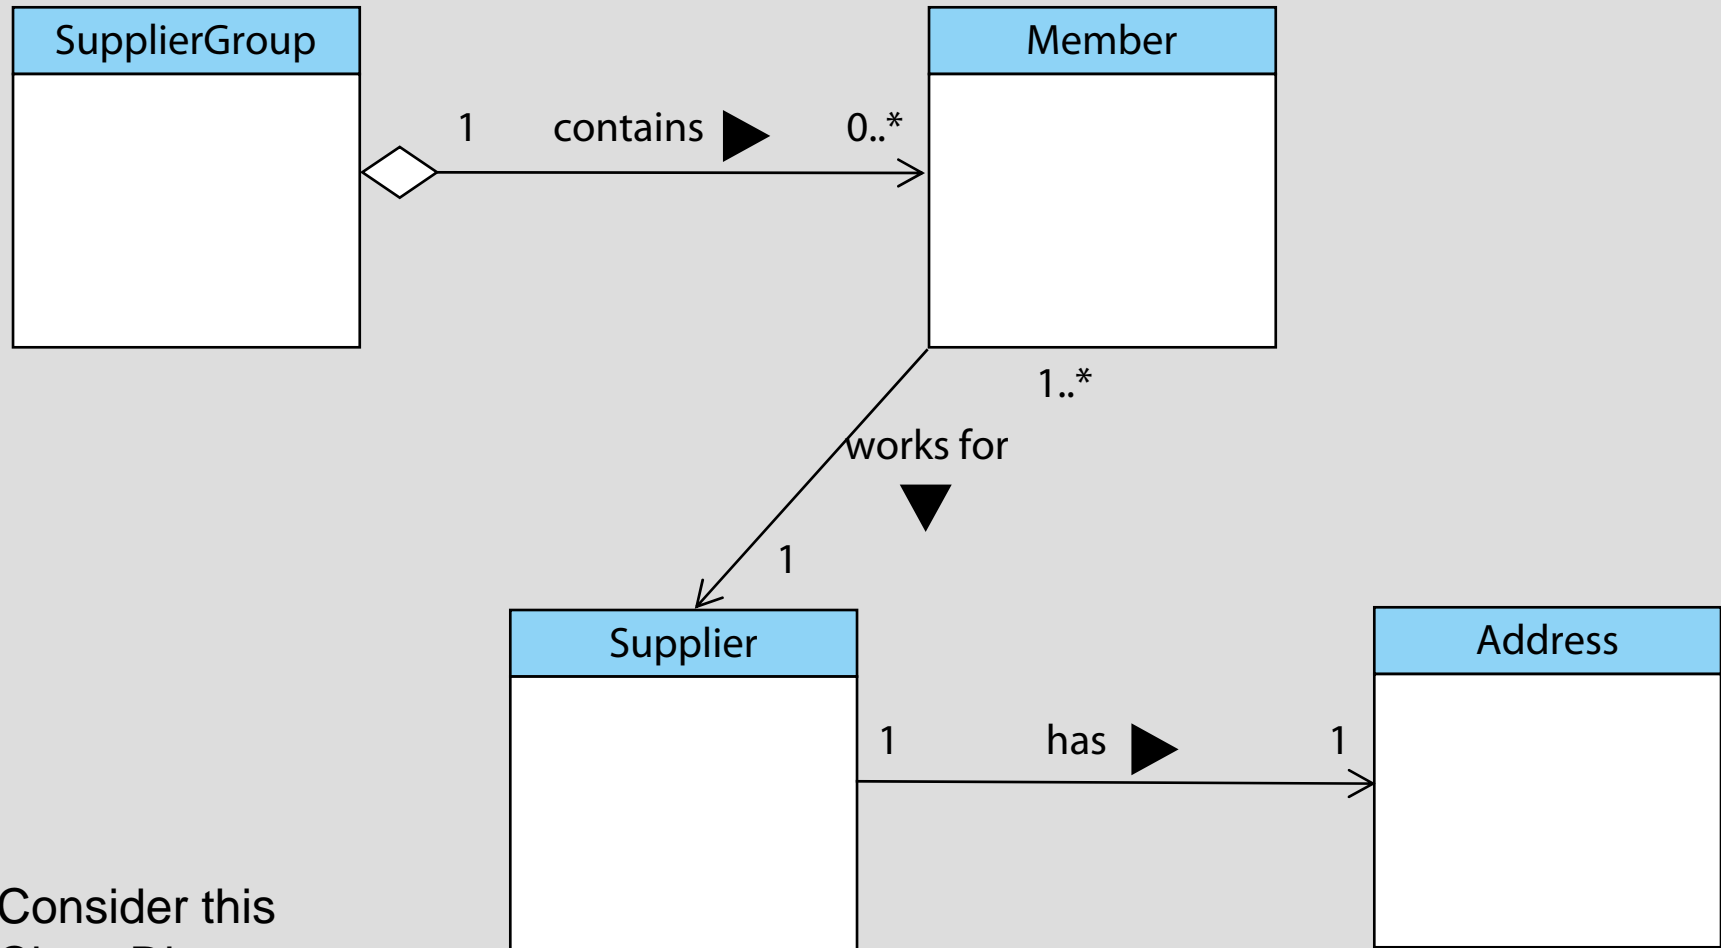 SupplierGroup
Member
1 contains 0..*
1..*
works for
1
Supplier
Address
1 has 1
Consider this